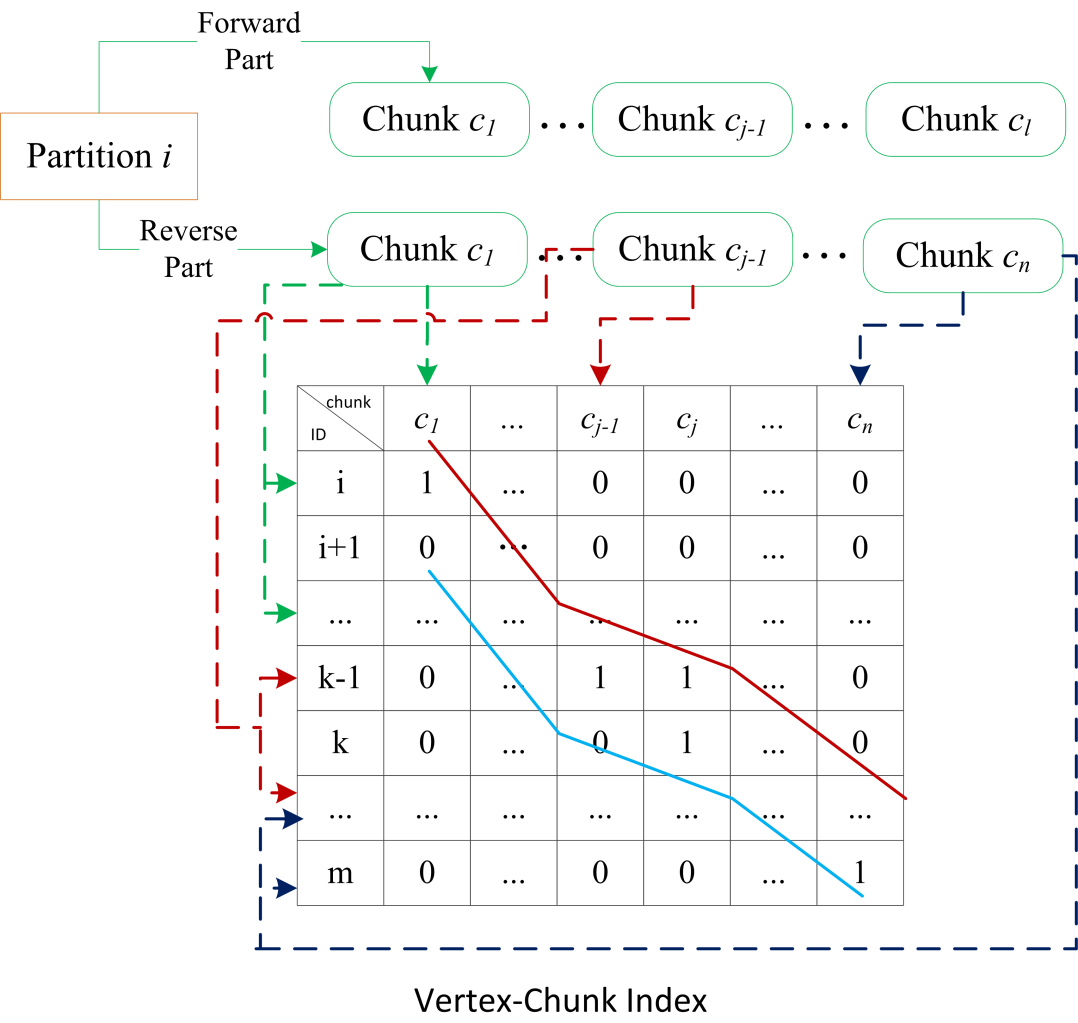 Forward
Part
Chunk c1 ... Chunk cj-1 ... Chunk cl
Partition i
Reverse
Part
Chunk c1 ... Chunk cj-1 ... Chunk cn
chunk
ID
c1 ... cj-1 cj ... cn
i 1 ... 0 0 ... 0
i+1 0 ... 0 0 ... 0
... ... ... ... ... ... ...
k-1 0 ... 1 1 ... 0
k 0 ... 0 1 ... 0
... ... ... ... ... ... ...
m 0 ... 0 0 ... 1
Vertex-Chunk Index